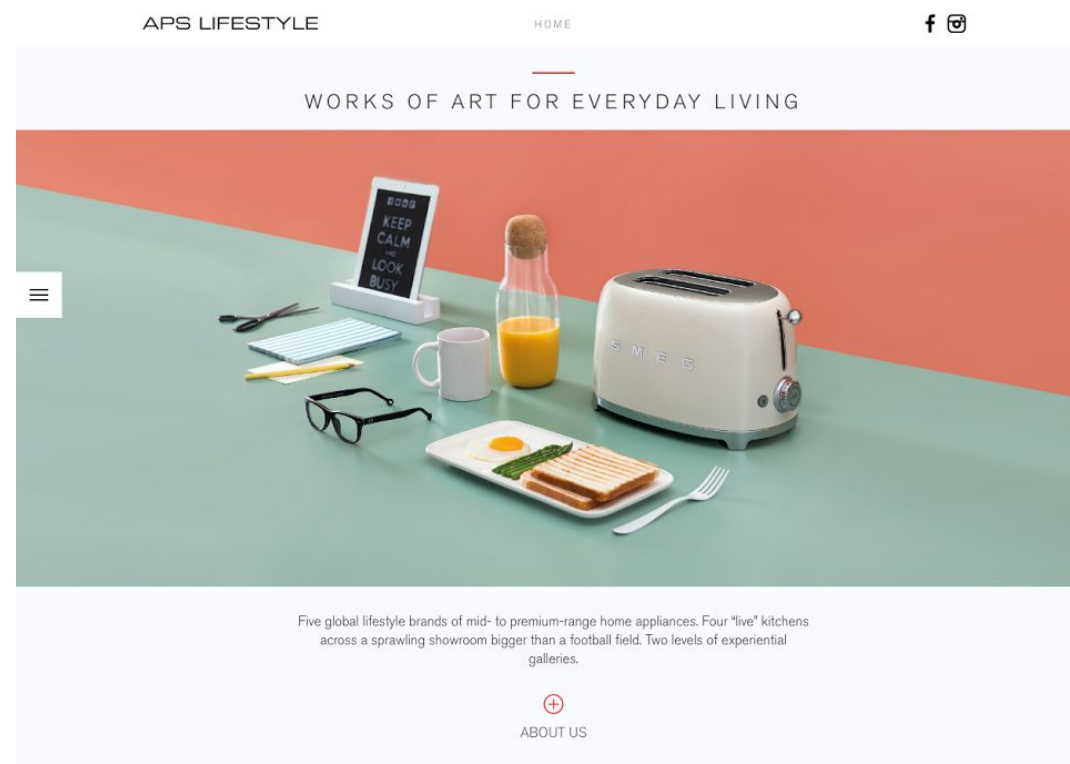 APS LIFESTYLE
HOME
WORKS OF ART FOR EVERYDAY LIVING
KEEP
CALM
AND
LOOK
BUSY
SMEG
Five global lifestyle brands of mid- to premium-range home appliances. Four “live” kitchens
across a sprawling showroom bigger than a football field. Two levels of experiential
galleries.
ABOUT US